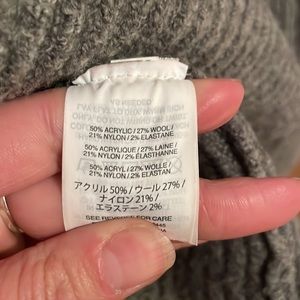 50% ACRYLIC / 27% WOOL /
21% NYLON / 2% ELASTANE
50% ACRYLIQUE / 27% LAINE /
21% NYLON / 2% ÉLASTHANNE
50% ACRYL / 27% WOLLE /
21% NYLON / 2% ELASTAN
アクリル 50% / ウール 27% /
ナイロン 21% /
エラステーン 2%
SEE REVERSE FOR CARE